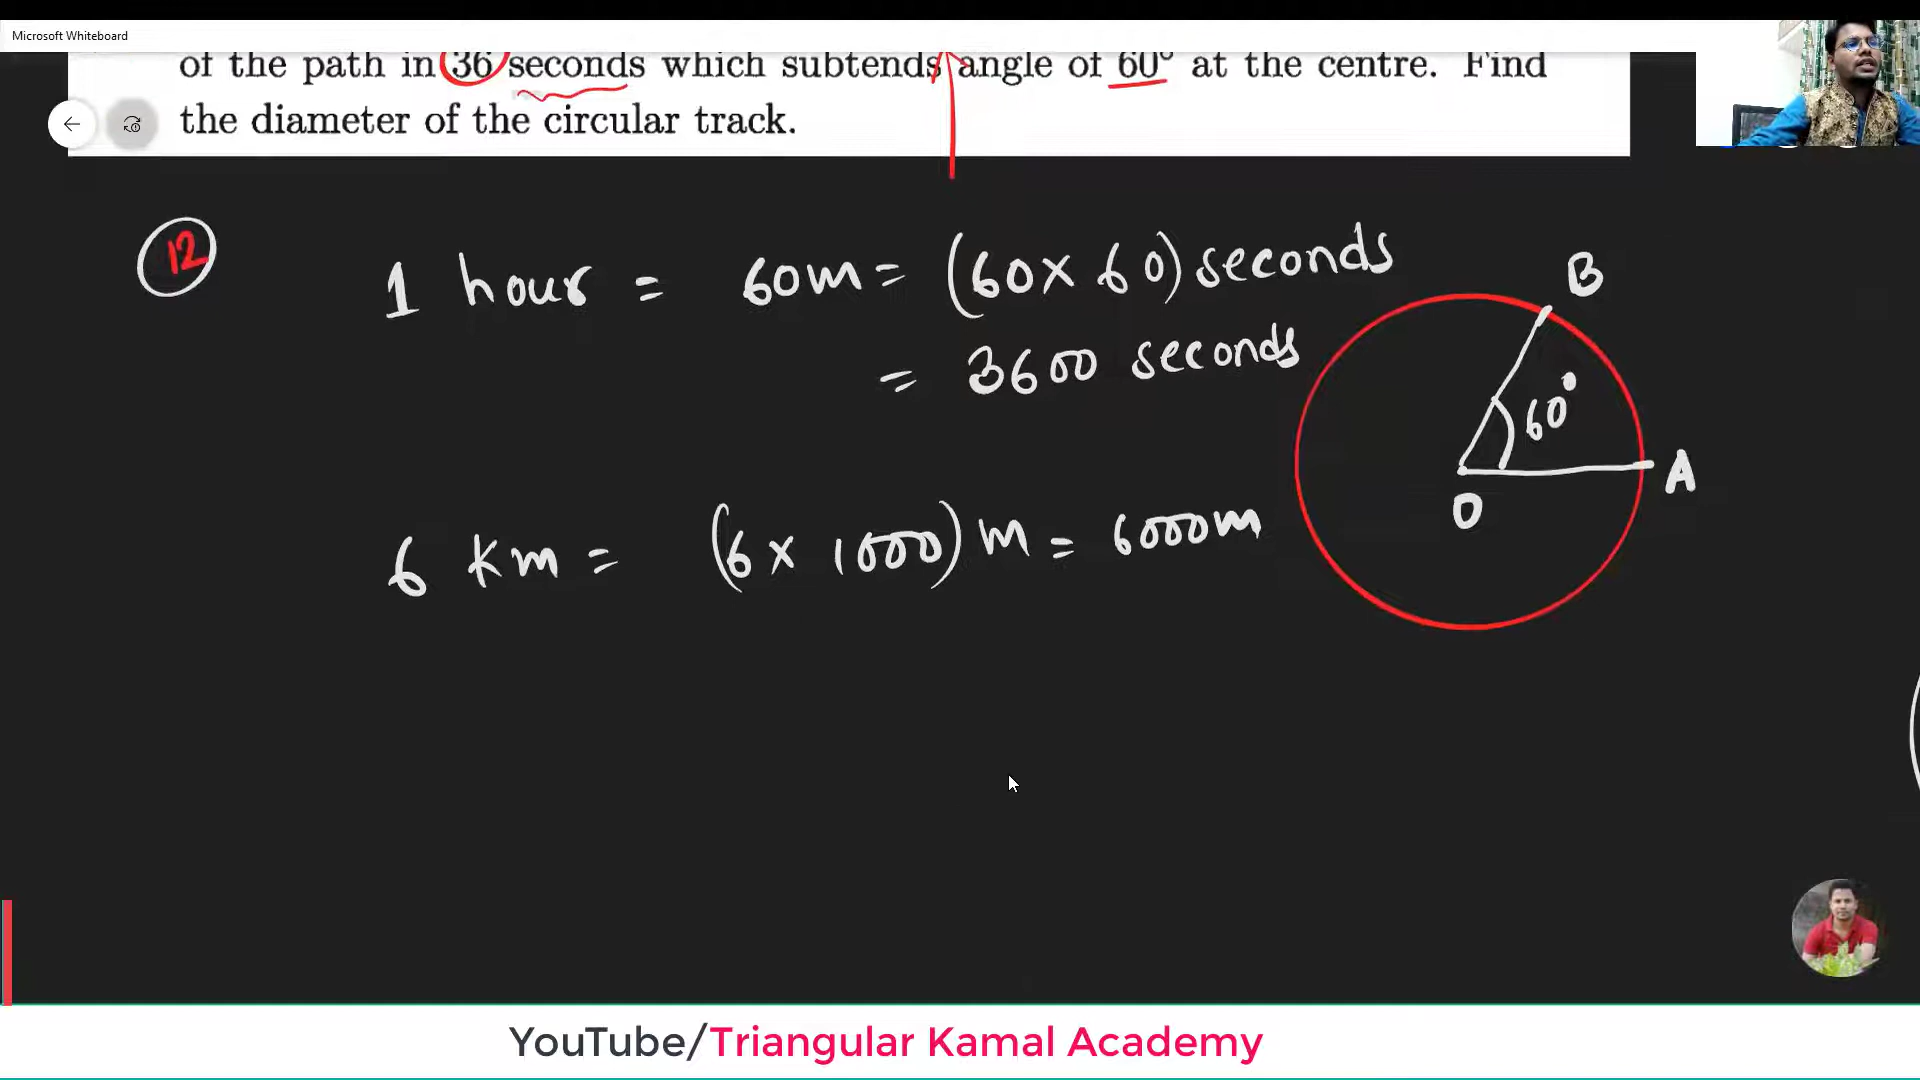 Microsoft Whiteboard
of the path in 36 seconds which subtends angle of 60° at the centre. Find
the diameter of the circular track.
12
1 hour = 60m = (60 x 60) seconds
= 3600 seconds
B
60°
A
O
6 km = (6 x 1000) m = 6000m
YouTube/Triangular Kamal Academy